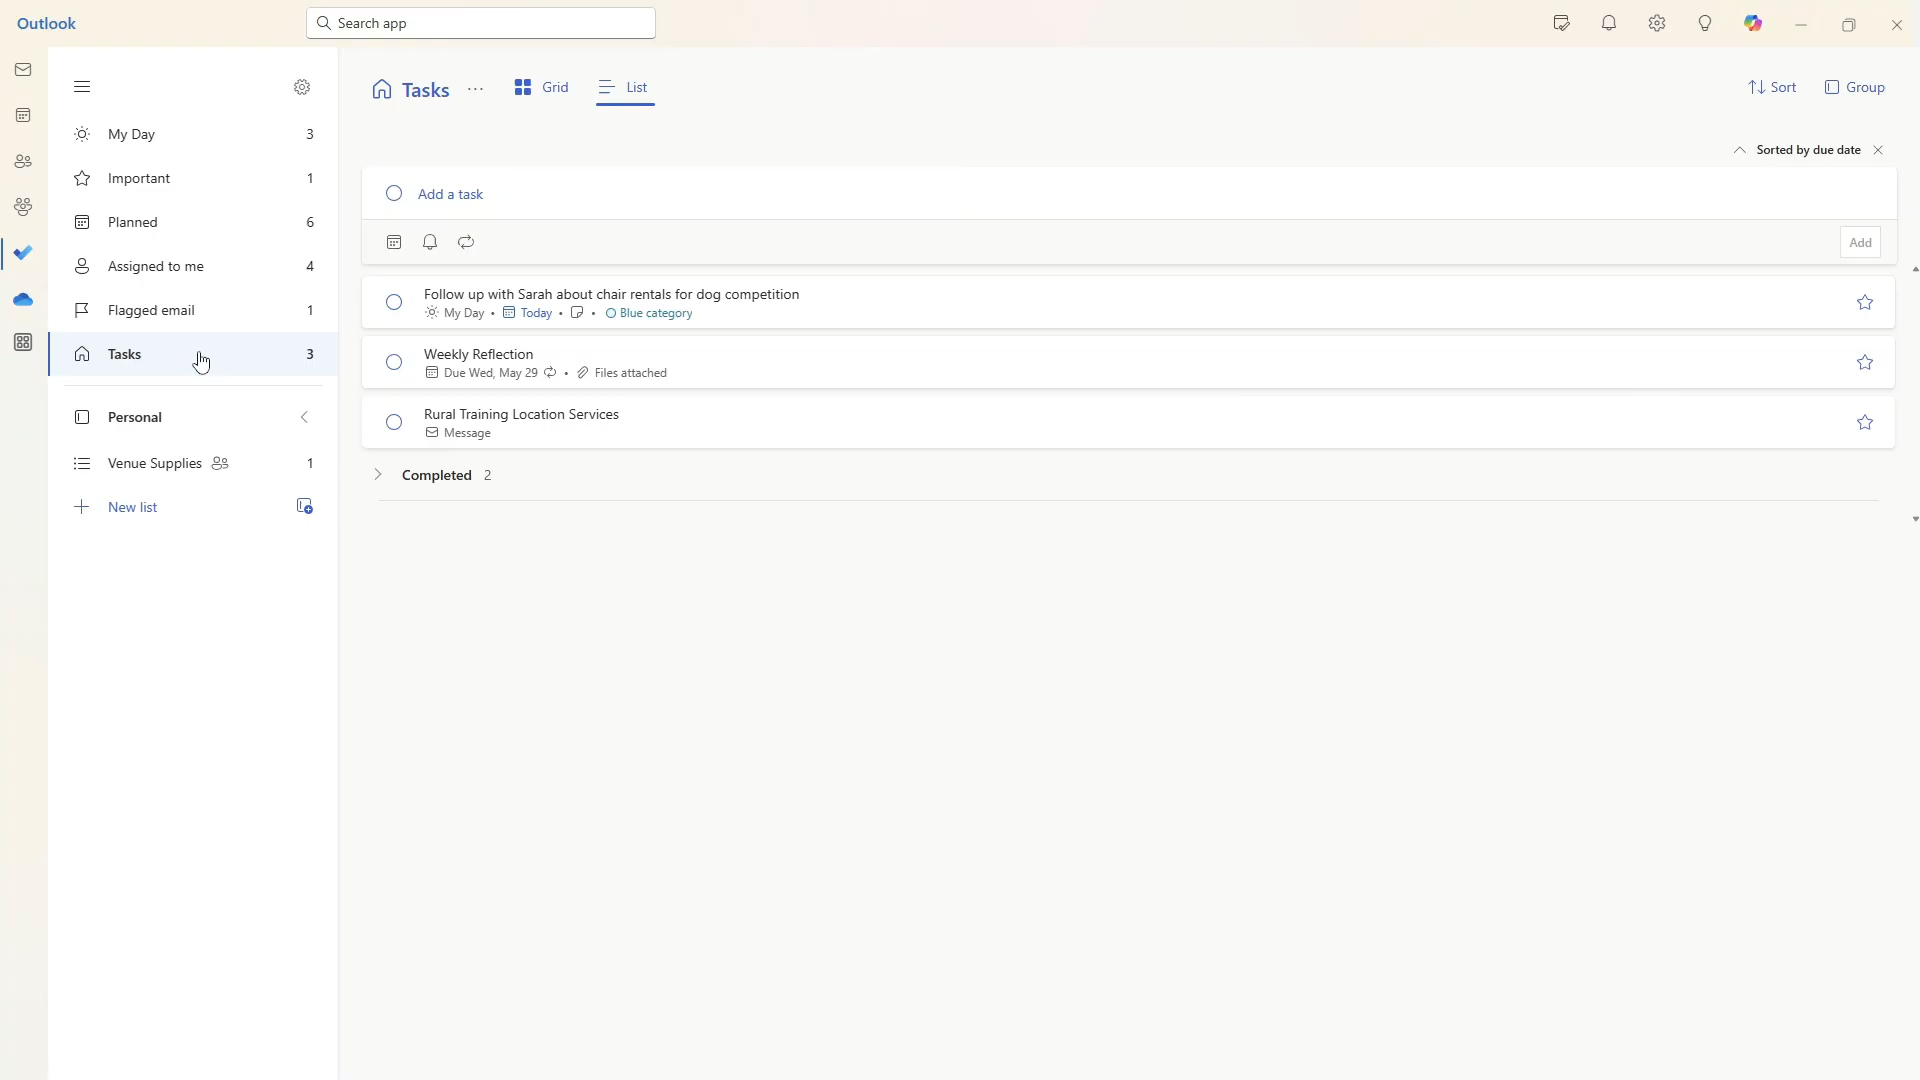 Outlook
Search app
My Day 3
Important 1
Planned 6
Assigned to me 4
Flagged email 1
Tasks 3
Personal
Venue Supplies 1
New list
Tasks ··· Grid List
Sort Group
Sorted by due date
Add a task
Add
Follow up with Sarah about chair rentals for dog competition
My Day • Today • • Blue category
Weekly Reflection
Due Wed, May 29 • Files attached
Rural Training Location Services
Message
Completed 2